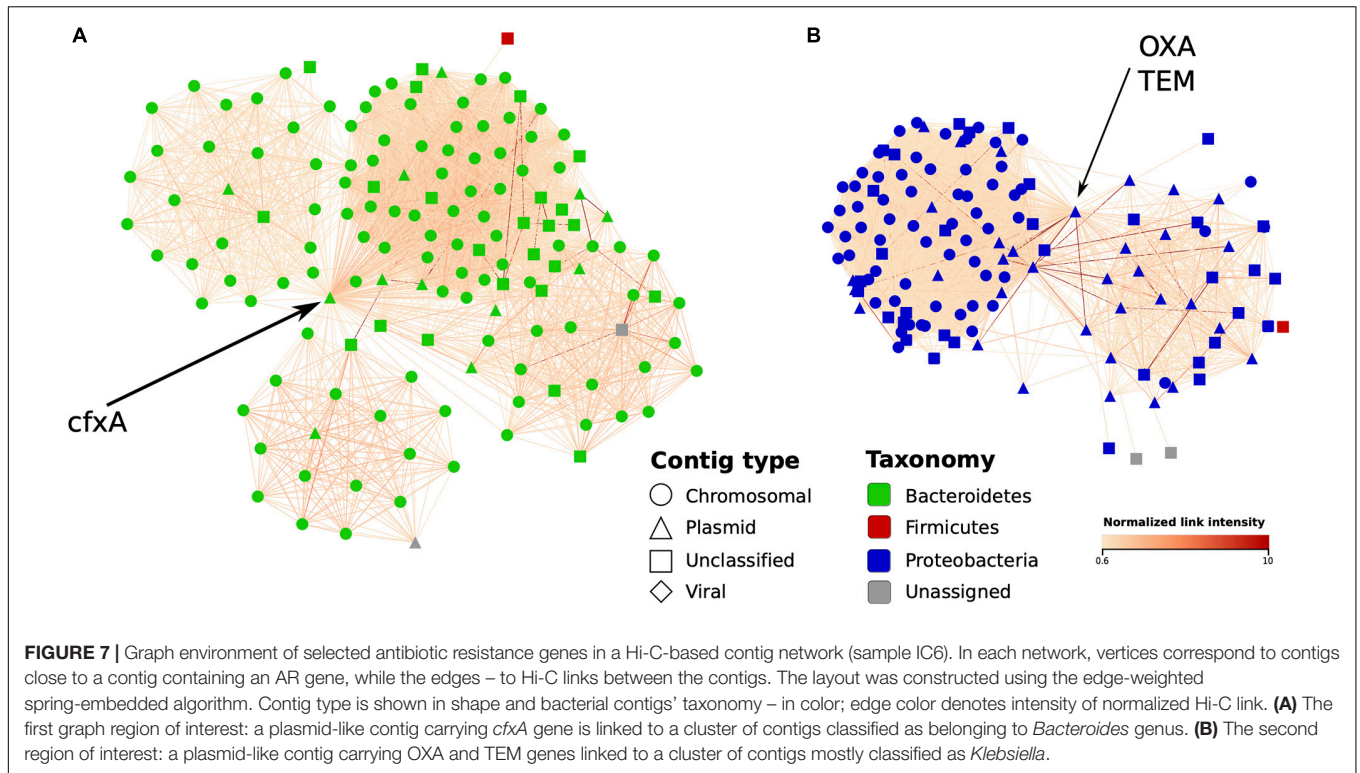 A
B
OXA
TEM
cfxA
Contig type
Chromosomal
Plasmid
Unclassified
Viral
Taxonomy
Bacteroidetes
Firmicutes
Proteobacteria
Unassigned
Normalized link intensity
0.6 10
FIGURE 7 | Graph environment of selected antibiotic resistance genes in a Hi-C-based contig network (sample IC6). In each network, vertices correspond to contigs
close to a contig containing an AR gene, while the edges – to Hi-C links between the contigs. The layout was constructed using the edge-weighted
spring-embedded algorithm. Contig type is shown in shape and bacterial contigs’ taxonomy – in color; edge color denotes intensity of normalized Hi-C link. (A) The
first graph region of interest: a plasmid-like contig carrying cfxA gene is linked to a cluster of contigs classified as belonging to Bacteroides genus. (B) The second
region of interest: a plasmid-like contig carrying OXA and TEM genes linked to a cluster of contigs mostly classified as Klebsiella.